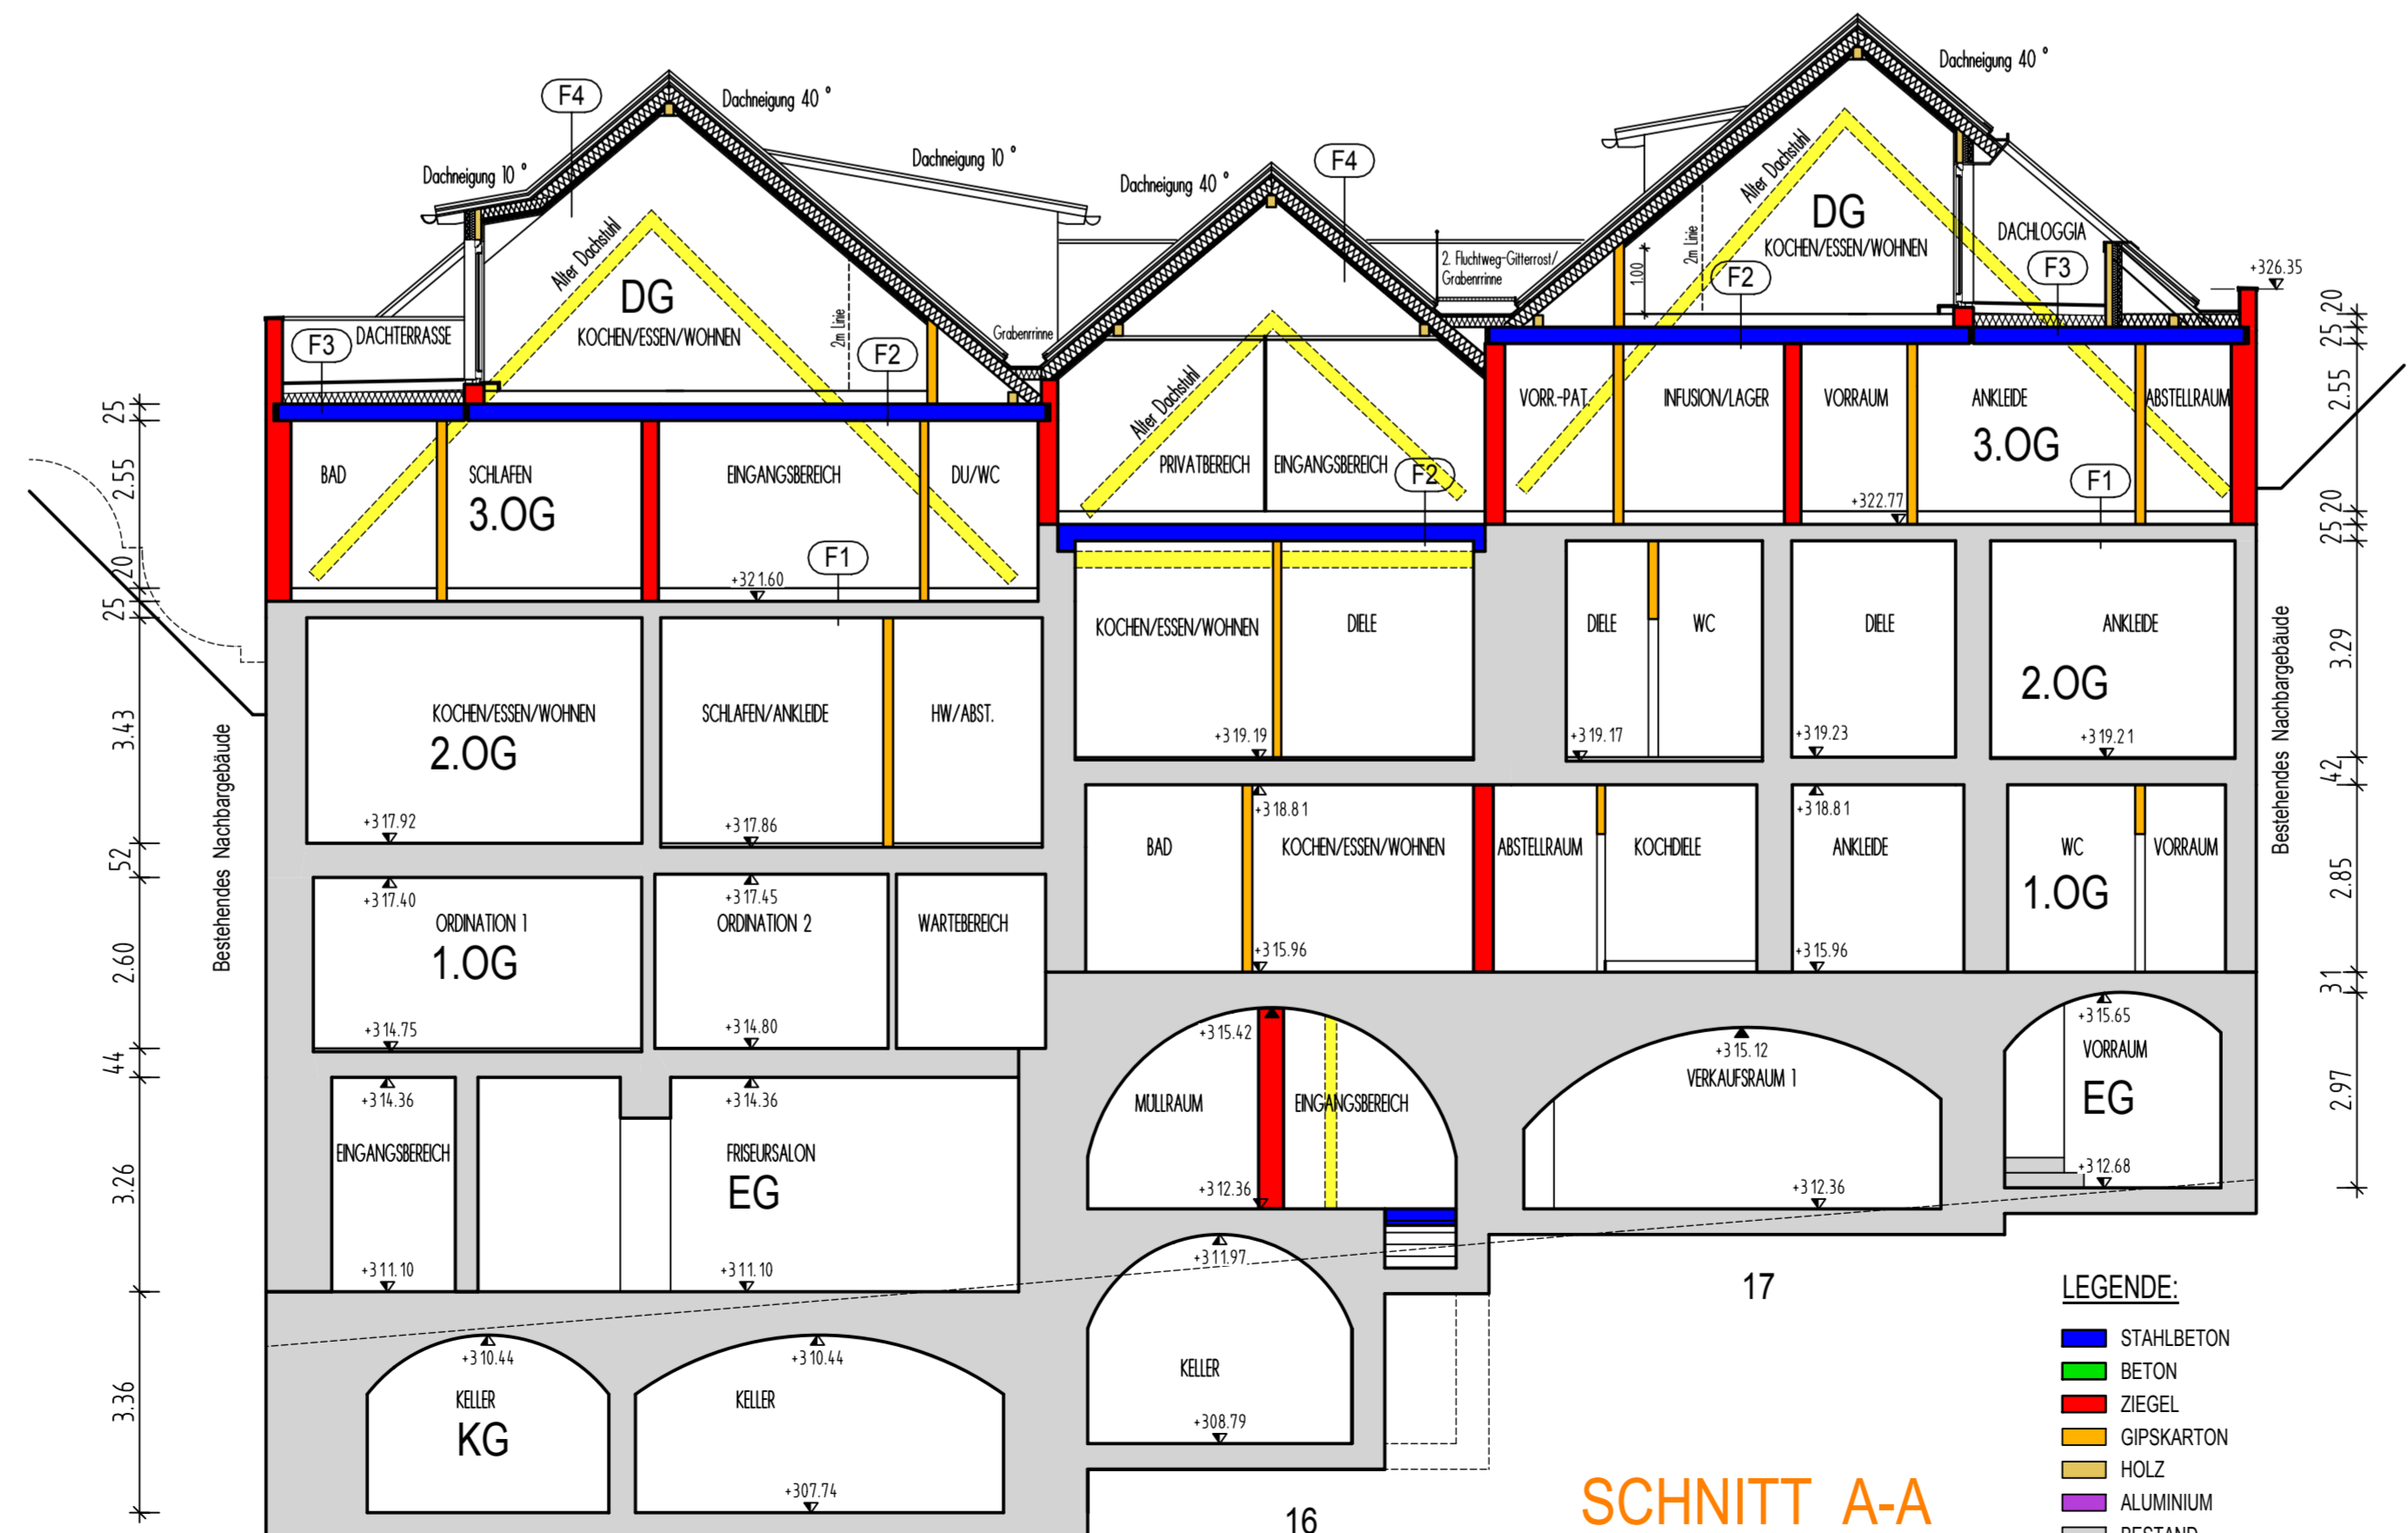 Dachneigung 40 °
Dachneigung 40 °
F4
Dachneigung 10 °
Dachneigung 10 °
Dachneigung 40 °
F4
Alter Dachstuhl
DG
KOCHEN/ESSEN/WOHNEN
2m Linie
F3
DACHTERRASSE
F2
Grabenrrinne
2. Fluchtweg-Gitterrost/
Grabenrrinne
1.00
2m Linie
Alter Dachstuhl
DG
KOCHEN/ESSEN/WOHNEN
F2
DACHLOGGIA
F3
+326.35
25
2.55
20
25
3.43
52
2.60
44
3.26
3.36
20
25
2.55
20
25
3.29
42
2.85
31
2.97
BAD
SCHLAFEN
3.OG
EINGANGSBEREICH
DU/WC
+321.60
F1
Alter Dachstuhl
PRIVATBEREICH
EINGANGSBEREICH
F2
VORR.-PAT.
INFUSION/LAGER
VORRAUM
ANKLEIDE
3.OG
ABSTELLRAUM
+322.77
F1
Bestehendes Nachbargebäude
KOCHEN/ESSEN/WOHNEN
2.OG
+317.92
SCHLAFEN/ANKLEIDE
+317.86
HW/ABST.
KOCHEN/ESSEN/WOHNEN
DIELE
+319.19
DIELE
WC
+319.17
DIELE
+319.23
ANKLEIDE
2.OG
+319.21
Bestehendes Nachbargebäude
+317.40
ORDINATION 1
1.OG
+314.75
+317.45
ORDINATION 2
+314.80
WARTEBEREICH
BAD
+318.81
KOCHEN/ESSEN/WOHNEN
+315.96
ABSTELLRAUM
KOCHDIELE
+318.81
ANKLEIDE
+315.96
WC
1.OG
VORRAUM
+314.36
EINGANGSBEREICH
+311.10
+314.36
FRISEURSALON
EG
+311.10
+315.42
MÜLLRAUM
EINGANGSBEREICH
+312.36
+315.12
VERKAUFSRAUM 1
+312.36
+315.65
VORRAUM
EG
+312.68
+310.44
KELLER
KG
+310.44
KELLER
+307.74
+311.97
KELLER
+308.79
17
16
SCHNITT A-A
LEGENDE:
STAHLBETON
BETON
ZIEGEL
GIPSKARTON
HOLZ
ALUMINIUM
BESTAND